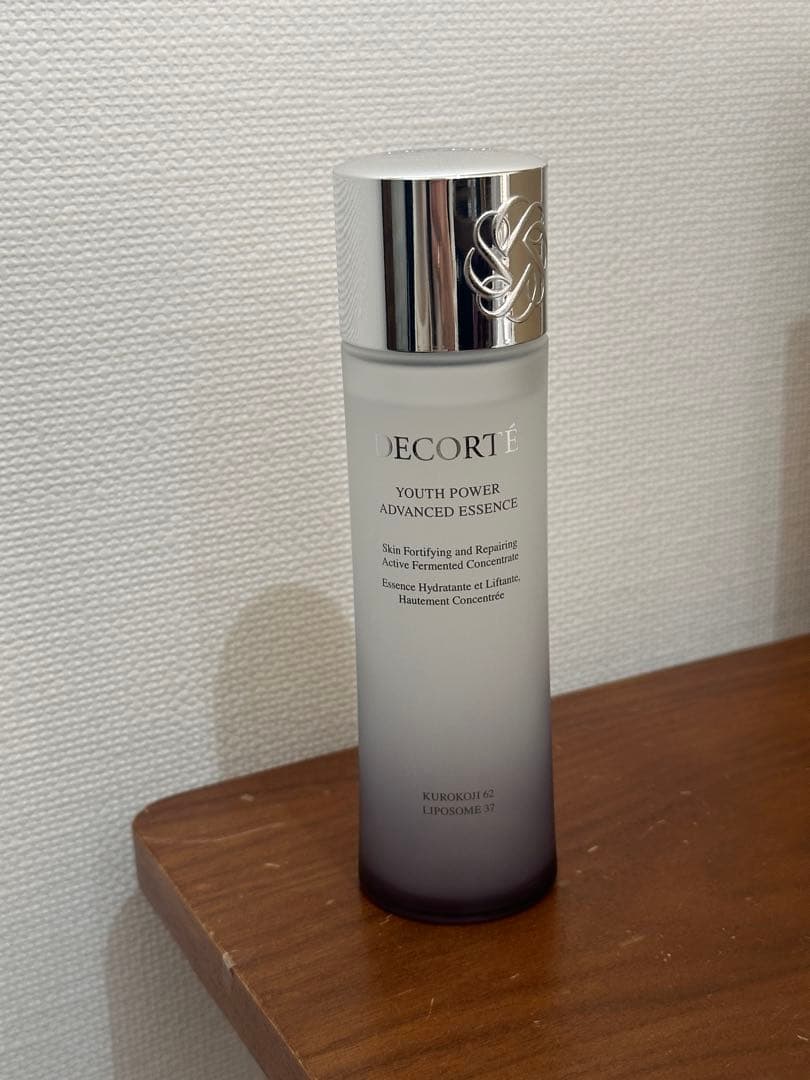 DECORTÉ
YOUTH POWER
ADVANCED ESSENCE
Skin Fortifying and Repairing
Active Fermented Concentrate
Essence Hydratante et Liftante,
Hautement Concentrée
KUROKOJI 62
LIPOSOME 37